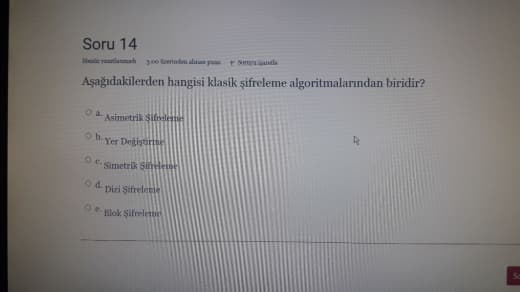 Soru 14
Henüz yanıtlanmadı 3,00 üzerinden alınan puan Soruyu işaretle
Aşağıdakilerden hangisi klasik şifreleme algoritmalarından biridir?
a. Asimetrik Şifreleme
b. Yer Değiştirme
c. Simetrik Şifreleme
d. Dizi Şifreleme
e. Blok Şifreleme